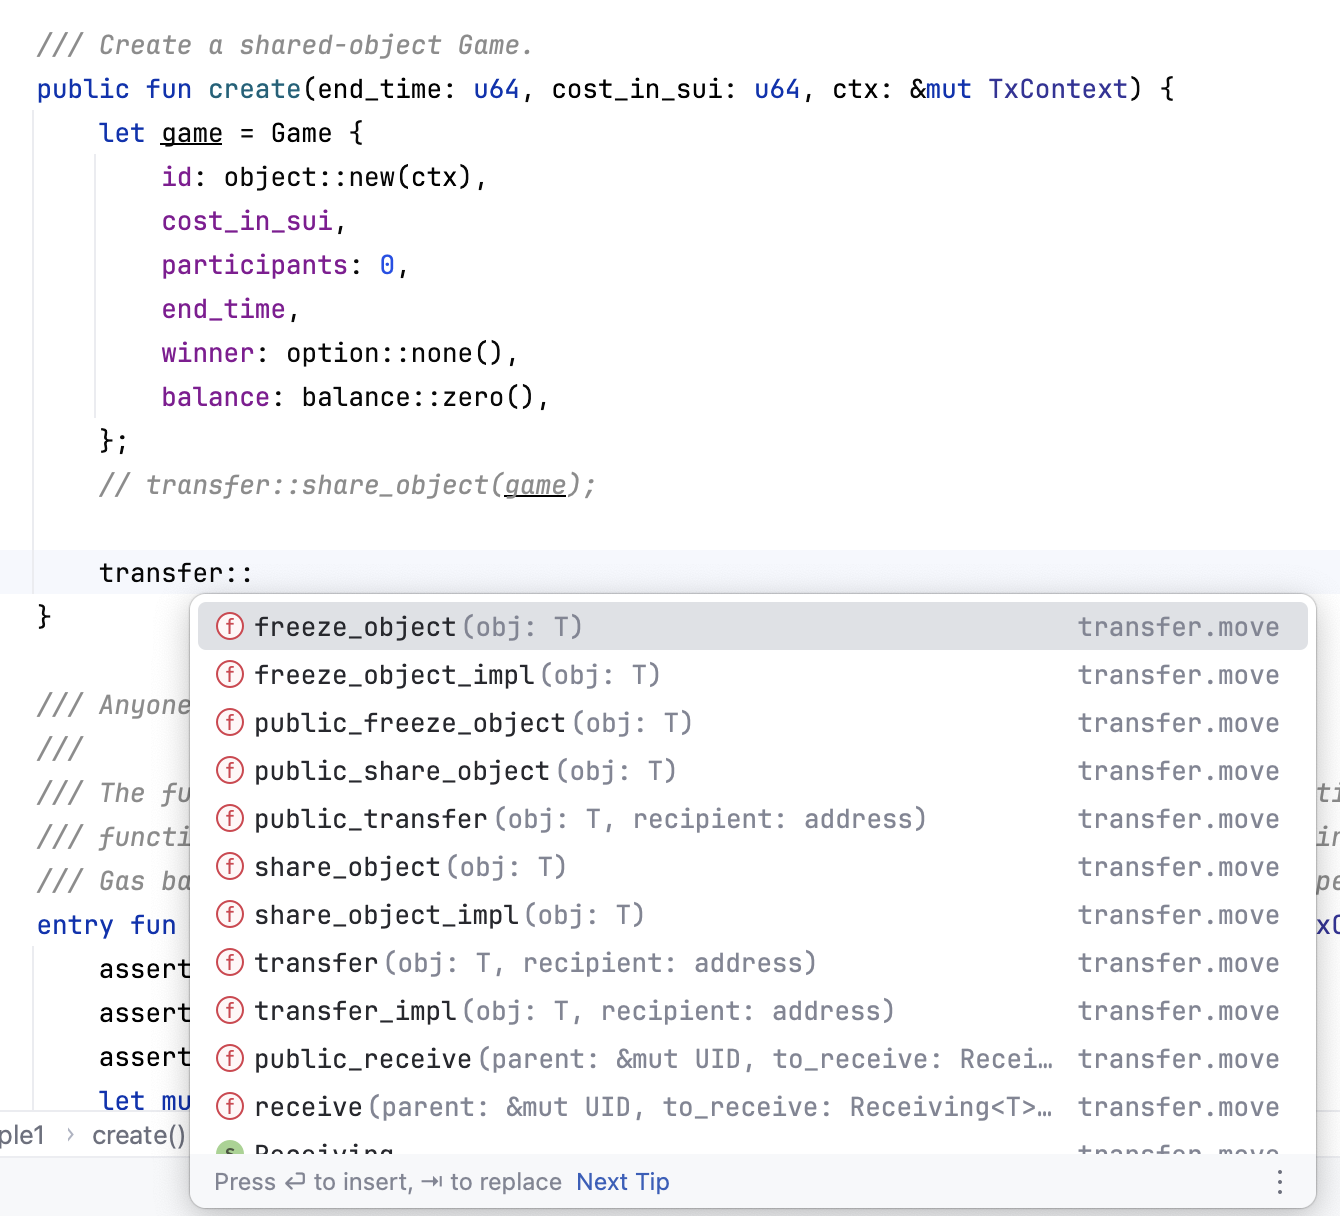 /// Create a shared-object Game.
public fun create(end_time: u64, cost_in_sui: u64, ctx: &mut TxContext) {
let game = Game {
id: object::new(ctx),
cost_in_sui,
participants: 0,
end_time,
winner: option::none(),
balance: balance::zero(),
};
// transfer::share_object(game);
transfer::
}
freeze_object(obj: T) transfer.move
freeze_object_impl(obj: T) transfer.move
public_freeze_object(obj: T) transfer.move
public_share_object(obj: T) transfer.move
public_transfer(obj: T, recipient: address) transfer.move
share_object(obj: T) transfer.move
share_object_impl(obj: T) transfer.move
transfer(obj: T, recipient: address) transfer.move
transfer_impl(obj: T, recipient: address) transfer.move
public_receive(parent: &mut UID, to_receive: Recei… transfer.move
receive(parent: &mut UID, to_receive: Receiving<T>… transfer.move
Receiving transfer.move
Press ⏎ to insert, ⇥ to replace Next Tip
/// Anyone
///
/// The fu
/// functi
/// Gas ba
entry fun
assert
assert
assert
let mu
ple1 › create()